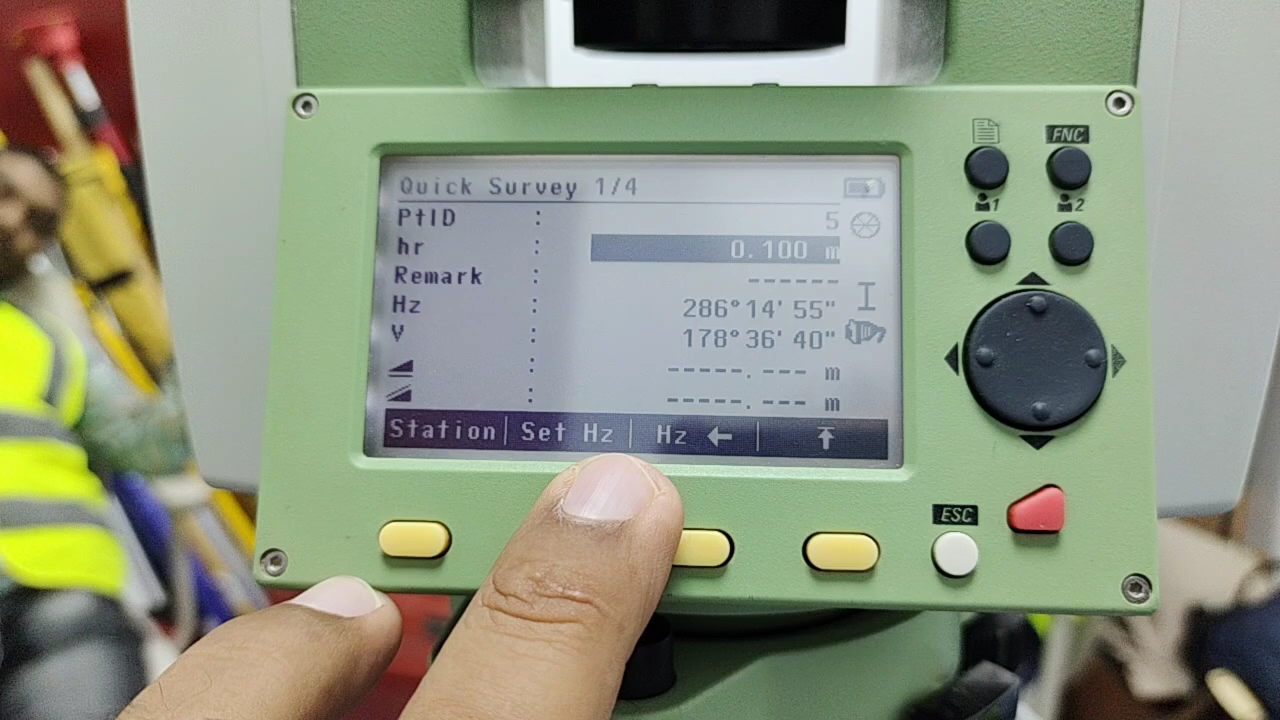 Quick Survey 1/4
PtID : 5
hr : 0.100 m
Remark : ------
Hz : 286°14'55"
V : 178°36'40"
: -----.--- m
: -----.--- m
Station Set Hz Hz ← ↑
FNC
1 2
ESC